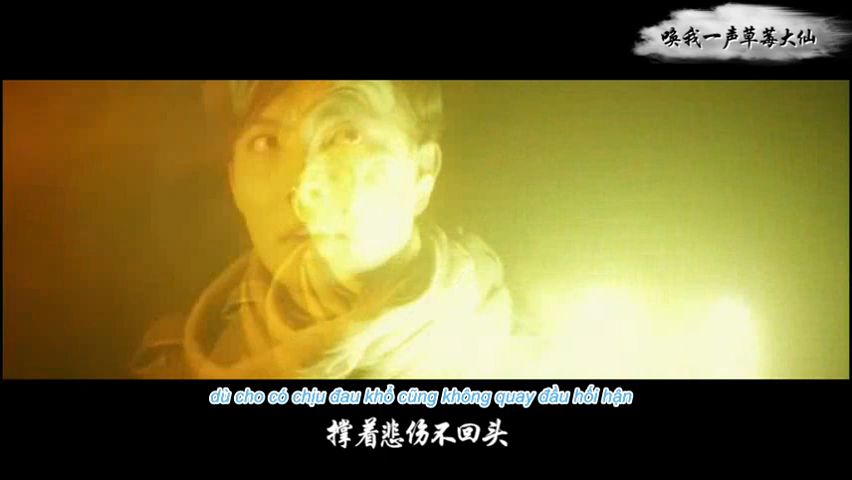 唤我一声草莓大仙
dù cho có chịu đau khổ cũng không quay đầu hối hận
撑着悲伤不回头